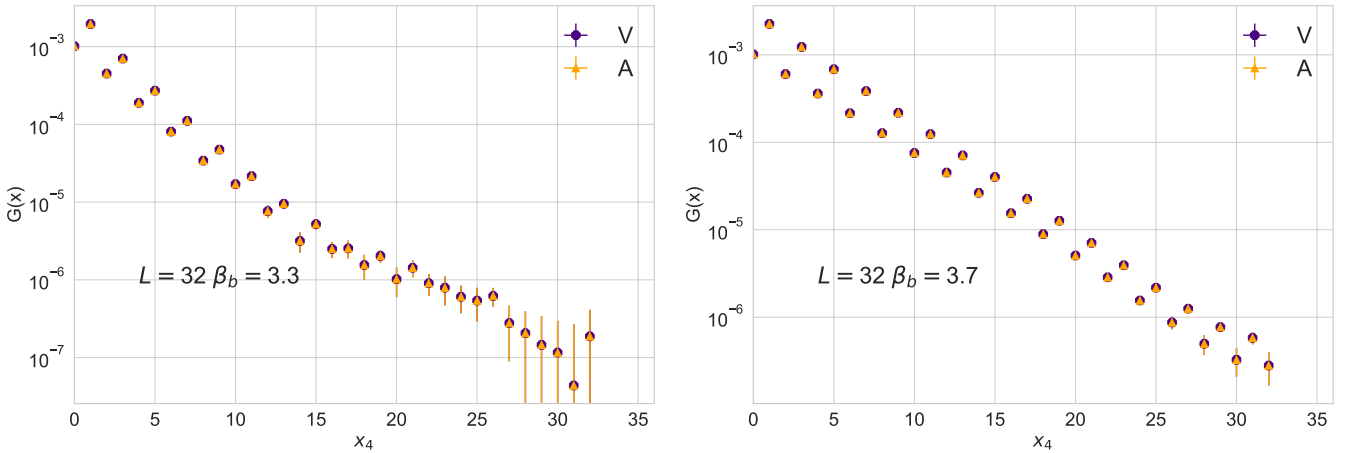 V
A
10⁻³
10⁻⁴
10⁻⁵
10⁻⁶
10⁻⁷
G(x)
L = 32 β_b = 3.3
0 5 10 15 20 25 30 35
x₄
V
A
10⁻³
10⁻⁴
10⁻⁵
10⁻⁶
G(x)
L = 32 β_b = 3.7
0 5 10 15 20 25 30 35
x₄